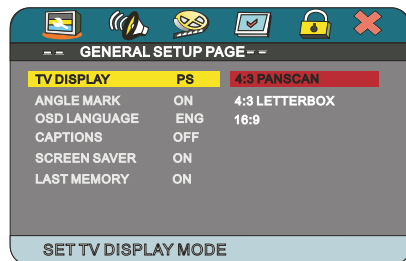 -- GENERAL SETUP PAGE--
TV DISPLAY PS 4:3 PANSCAN
ANGLE MARK ON 4:3 LETTERBOX
OSD LANGUAGE ENG 16:9
CAPTIONS OFF
SCREEN SAVER ON
LAST MEMORY ON
SET TV DISPLAY MODE